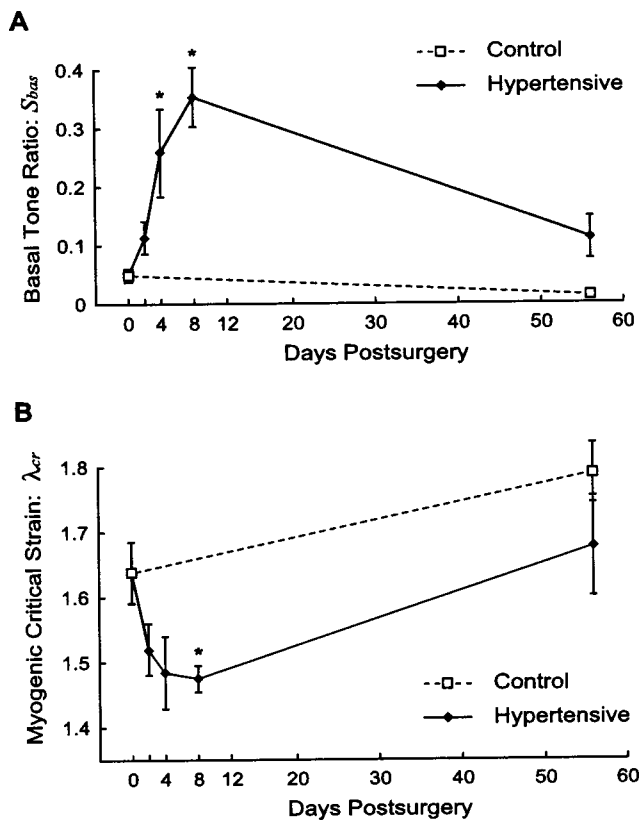 A
Control
Hypertensive
Basal Tone Ratio: Sbas
0.4
0.3
0.2
0.1
0
* *
0 4 8 12 20 30 40 50 60
Days Postsurgery
B
Myogenic Critical Strain: λcr
1.8
1.7
1.6
1.5
1.4
*
Control
Hypertensive
0 4 8 12 20 30 40 50 60
Days Postsurgery